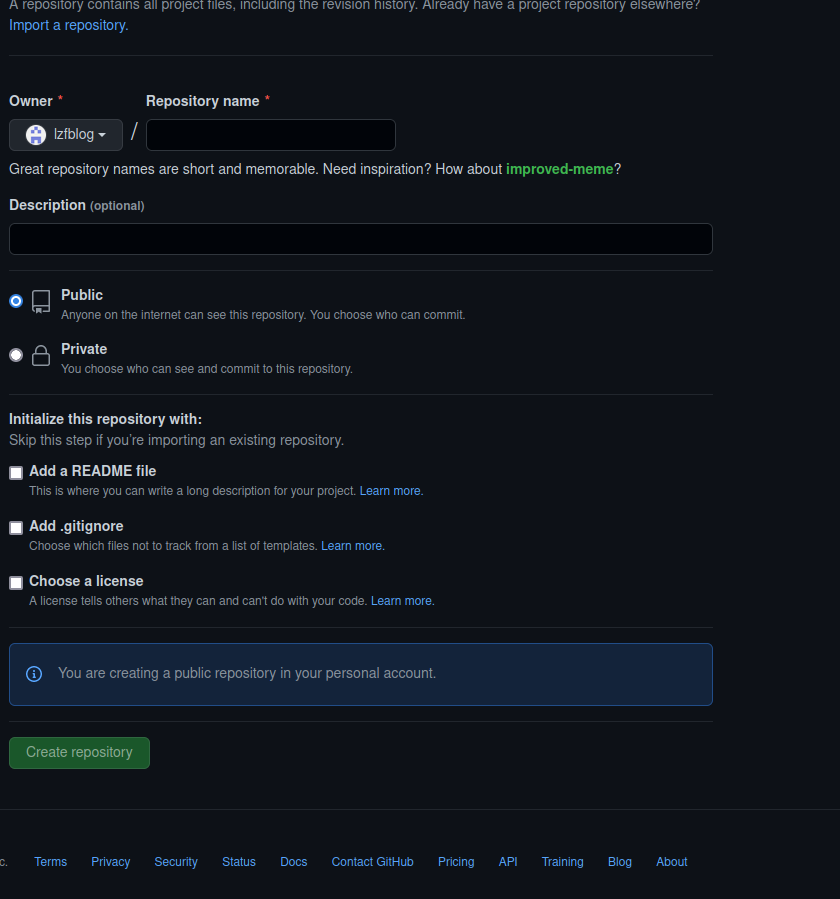 A repository contains all project files, including the revision history. Already have a project repository elsewhere?
Import a repository.
Owner * Repository name *
lzfblog /
Great repository names are short and memorable. Need inspiration? How about improved-meme?
Description (optional)
Public
Anyone on the internet can see this repository. You choose who can commit.
Private
You choose who can see and commit to this repository.
Initialize this repository with:
Skip this step if you're importing an existing repository.
Add a README file
This is where you can write a long description for your project. Learn more.
Add .gitignore
Choose which files not to track from a list of templates. Learn more.
Choose a license
A license tells others what they can and can't do with your code. Learn more.
You are creating a public repository in your personal account.
Create repository
c. Terms Privacy Security Status Docs Contact GitHub Pricing API Training Blog About